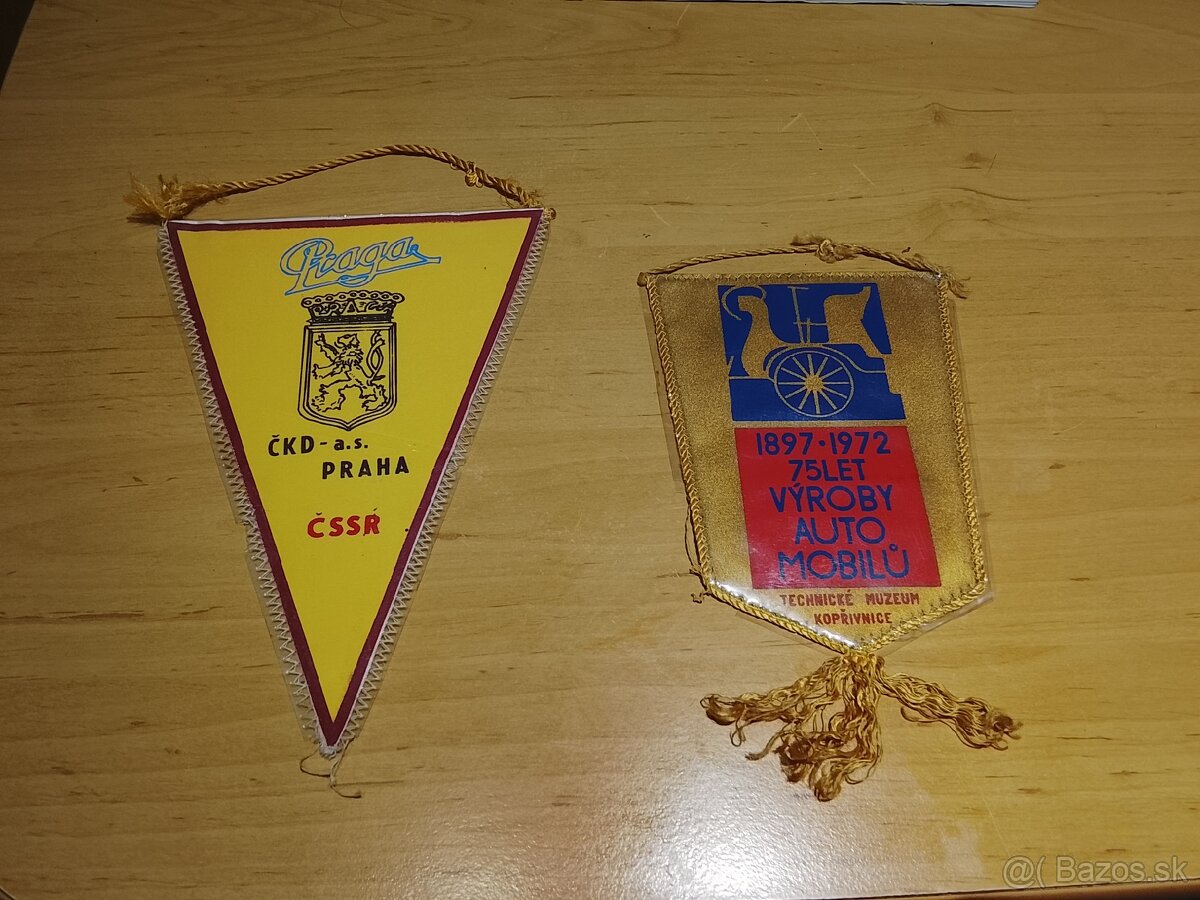 Praga
ČKD - a.s.
PRAHA
ČSSR
1897·1972
75LET
VÝROBY
AUTO
MOBILŮ
TECHNICKÉ MUZEUM
KOPŘIVNICE
@( Bazos.sk